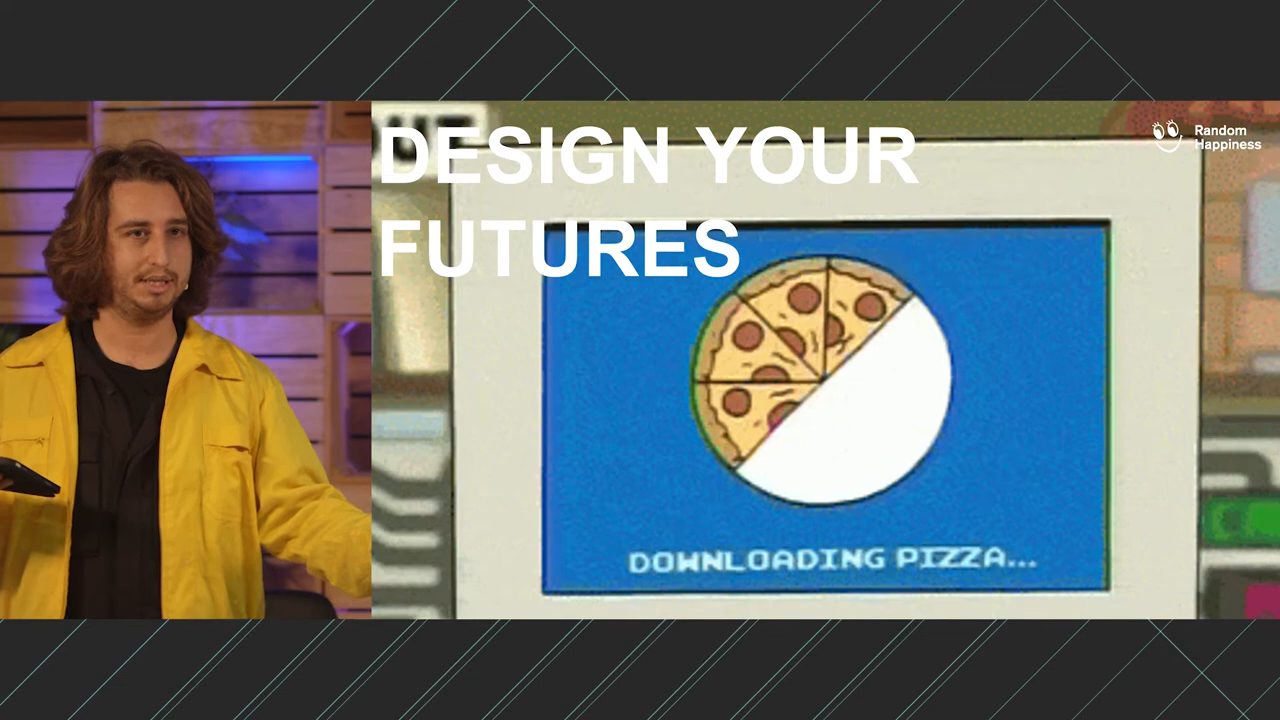 DESIGN YOUR
FUTURES
Random
Happiness
DOWNLOADING PIZZA...